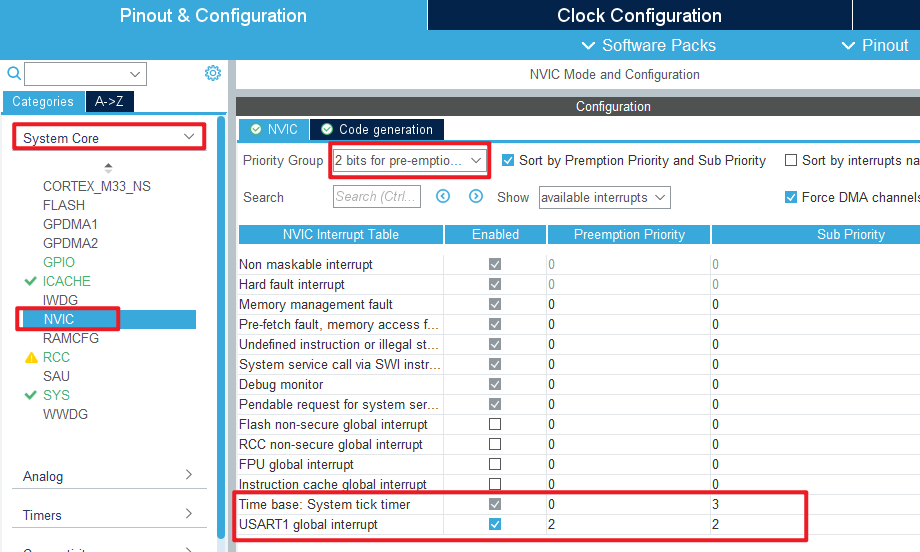 Pinout & Configuration
Clock Configuration
Software Packs
Pinout
Categories
A->Z
System Core
CORTEX_M33_NS
FLASH
GPDMA1
GPDMA2
GPIO
ICACHE
IWDG
NVIC
RAMCFG
RCC
SAU
SYS
WWDG
Analog
Timers
NVIC Mode and Configuration
Configuration
NVIC
Code generation
Priority Group 2 bits for pre-emptio... Sort by Premption Priority and Sub Priority Sort by interrupts na
Search Search (Ctrl... Show available interrupts Force DMA channels
NVIC Interrupt Table Enabled Preemption Priority Sub Priority
Non maskable interrupt 0 0
Hard fault interrupt 0 0
Memory management fault 0 0
Pre-fetch fault, memory access f... 0 0
Undefined instruction or illegal st... 0 0
System service call via SWI instr... 0 0
Debug monitor 0 0
Pendable request for system ser... 0 0
Flash non-secure global interrupt 0 0
RCC non-secure global interrupt 0 0
FPU global interrupt 0 0
Instruction cache global interrupt 0 0
Time base: System tick timer 0 3
USART1 global interrupt 2 2